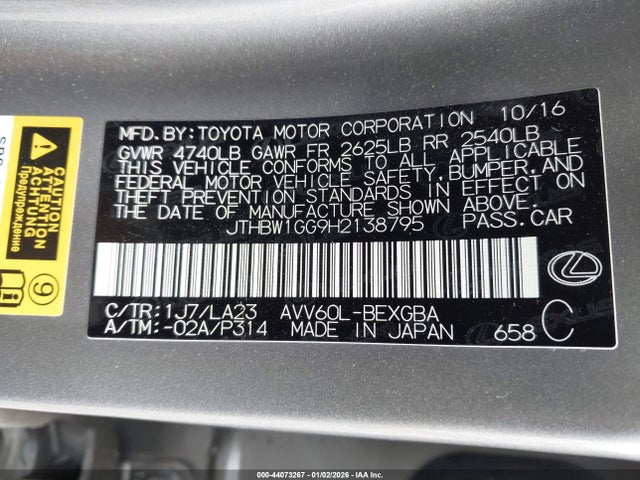 10/16
MFD.BY:TOYOTA MOTOR CORPORATION
GVWR 4740LB GAWR FR 2625LB RR 2540LB
THIS VEHICLE CONFORMS TO ALL APPLICABLE
FEDERAL MOTOR VEHICLE SAFETY,BUMPER,AND
THEFT PREVENTION STANDARDS IN EFFECT ON
THE DATE OF MANUFACTURE SHOWN ABOVE.
JTHBW1GG9H2138795 PASS.CAR
C/TR:1J7/LA23 AVV60L-BEXGBA
A/TM:-02A/P314 MADE IN JAPAN 658 C
CAUTION
ATTENTION
ACHTUNG
Предупреждение
9
000-44073267 - 01/02/2026 - IAA Inc.